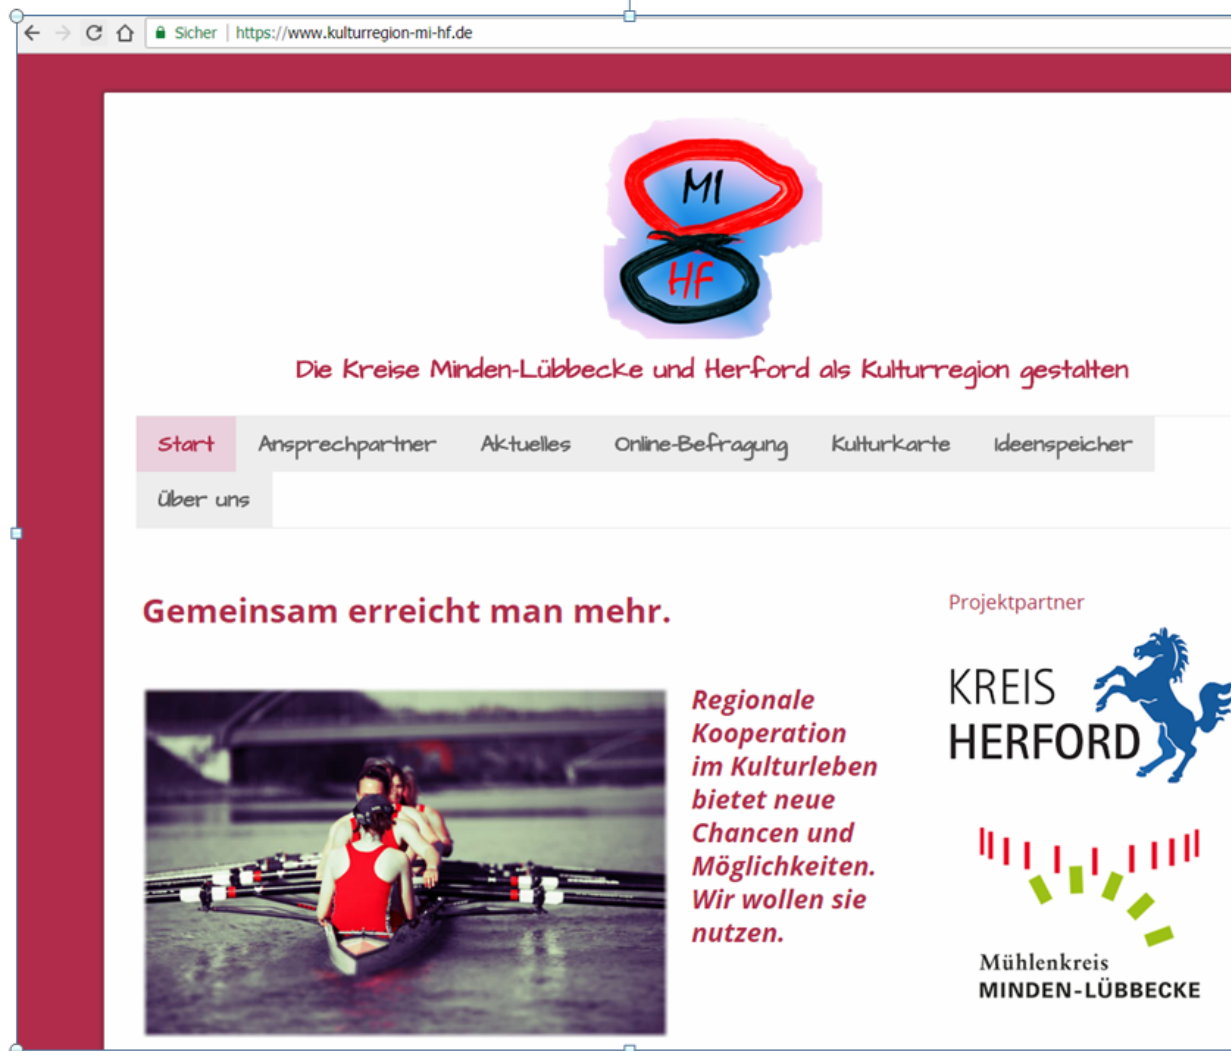 Sicher | https://www.kulturregion-mi-hf.de
MI
HF
Die Kreise Minden-Lübbecke und Herford als Kulturregion gestalten
Start Ansprechpartner Aktuelles Online-Befragung Kulturkarte Ideenspeicher
Über uns
Gemeinsam erreicht man mehr.
Regionale
Kooperation
im Kulturleben
bietet neue
Chancen und
Möglichkeiten.
Wir wollen sie
nutzen.
Projektpartner
KREIS
HERFORD
Mühlenkreis
MINDEN-LÜBBECKE